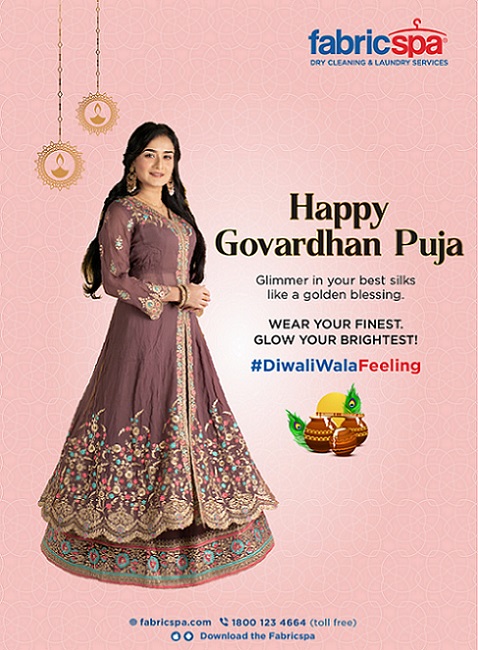 fabricspa®
DRY CLEANING & LAUNDRY SERVICES
Happy
Govardhan Puja
Glimmer in your best silks
like a golden blessing.
WEAR YOUR FINEST.
GLOW YOUR BRIGHTEST!
#DiwaliWalaFeeling
fabricspa.com 1800 123 4664 (toll free)
Download the Fabricspa